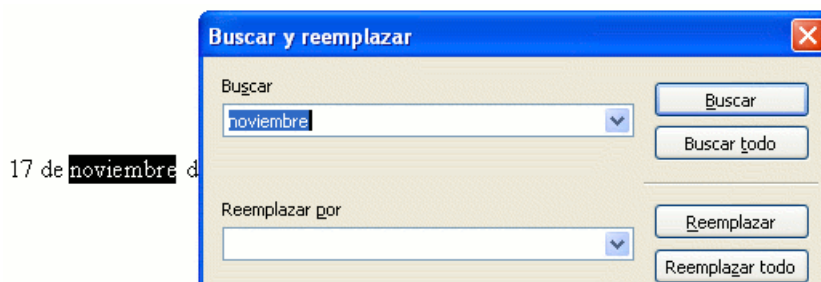 Buscar y reemplazar
Buscar
noviembre
Buscar
Buscar todo
17 de noviembre d
Reemplazar por
Reemplazar
Reemplazar todo